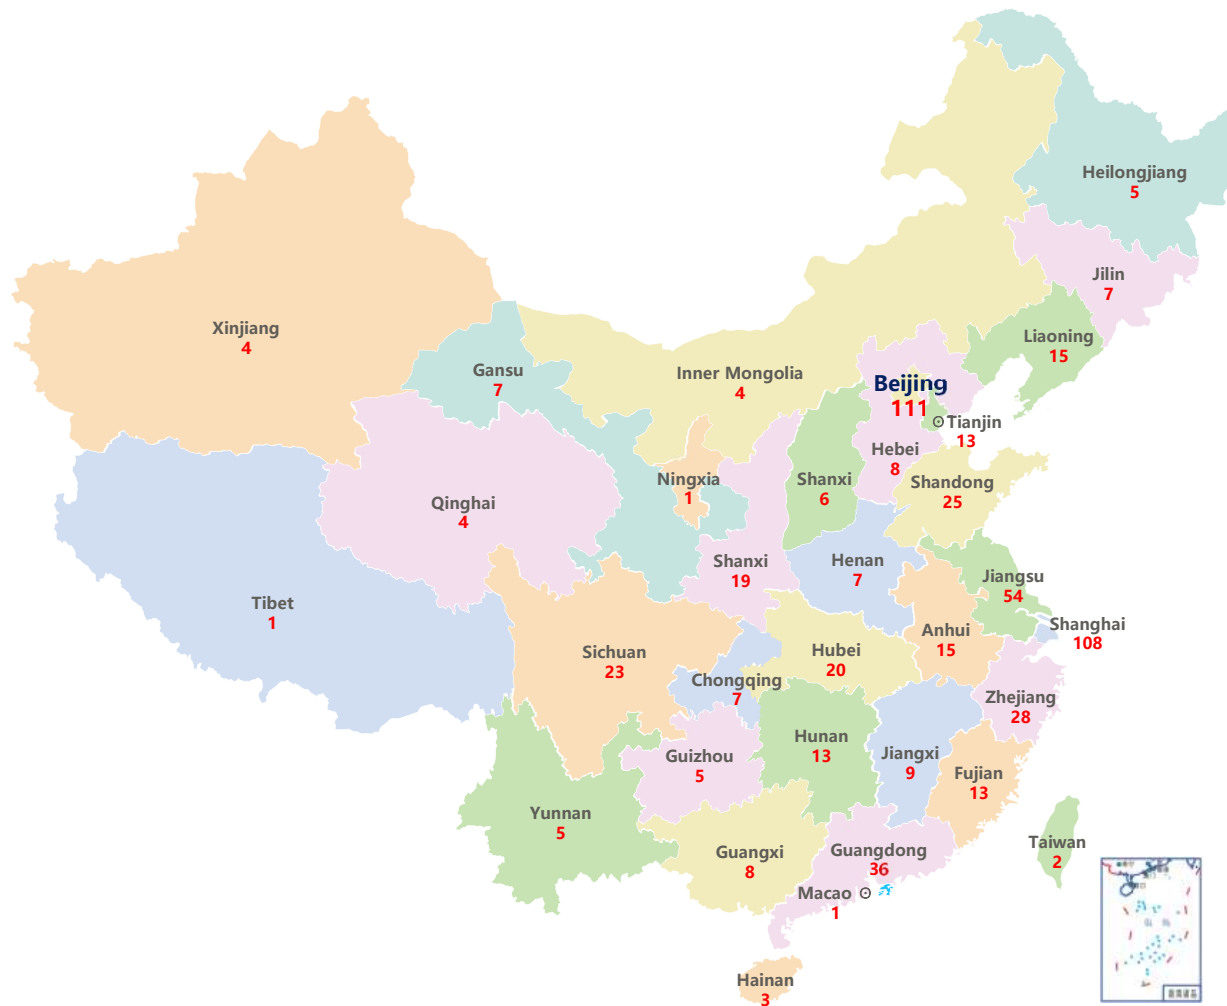 Heilongjiang
5
Jilin
7
Xinjiang
4
Liaoning
15
Gansu
7
Inner Mongolia
4
Beijing
111
Tianjin
13
Hebei
8
Ningxia
1
Shanxi
6
Shandong
25
Qinghai
4
Shanxi
19
Henan
7
Jiangsu
54
Tibet
1
Shanghai
108
Anhui
15
Sichuan
23
Hubei
20
Chongqing
7
Zhejiang
28
Hunan
13
Guizhou
5
Jiangxi
9
Fujian
13
Yunnan
5
Taiwan
2
Guangxi
8
Guangdong
36
Macao
1
Hainan
3